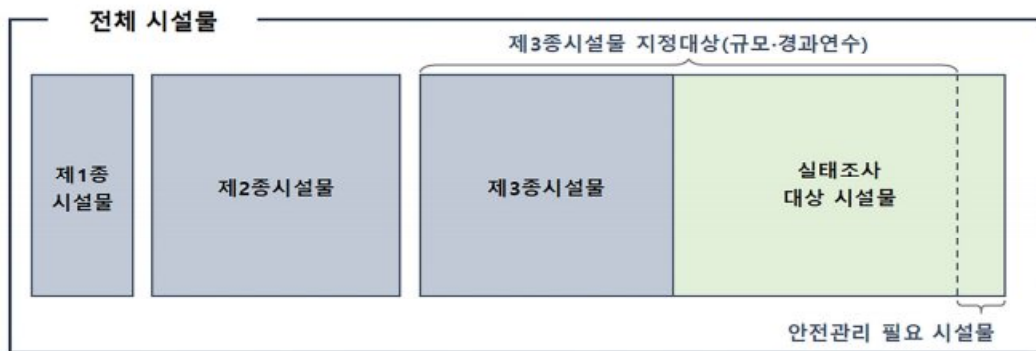 전체 시설물
제3종시설물 지정대상(규모·경과연수)
제1종
시설물
제2종시설물
제3종시설물
실태조사
대상 시설물
안전관리 필요 시설물